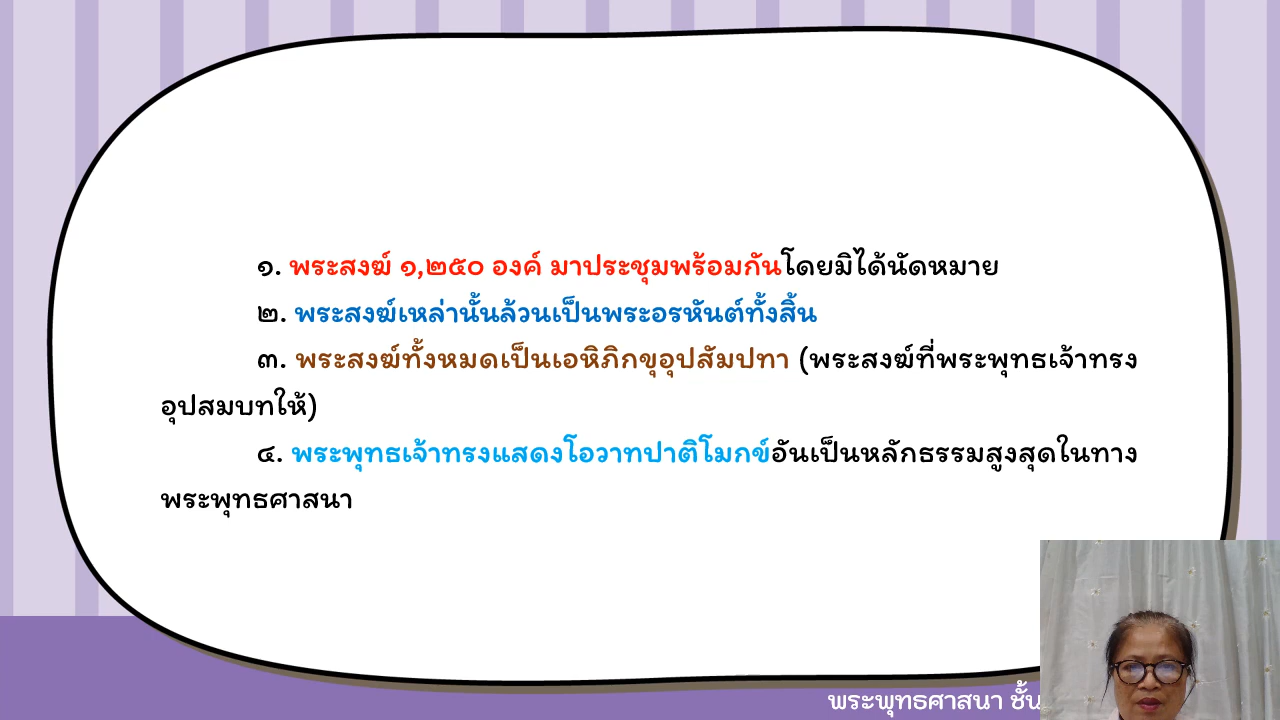 ๑. พระสงฆ์ ๑,๒๕๐ องค์ มาประชุมพร้อมกันโดยมิได้นัดหมาย
๒. พระสงฆ์เหล่านั้นล้วนเป็นพระอรหันต์ทั้งสิ้น
๓. พระสงฆ์ทั้งหมดเป็นเอหิภิกขุอุปสัมปทา (พระสงฆ์ที่พระพุทธเจ้าทรง
อุปสมบทให้)
๔. พระพุทธเจ้าทรงแสดงโอวาทปาติโมกข์อันเป็นหลักธรรมสูงสุดในทาง
พระพุทธศาสนา
พระพุทธศาสนา ชั้น